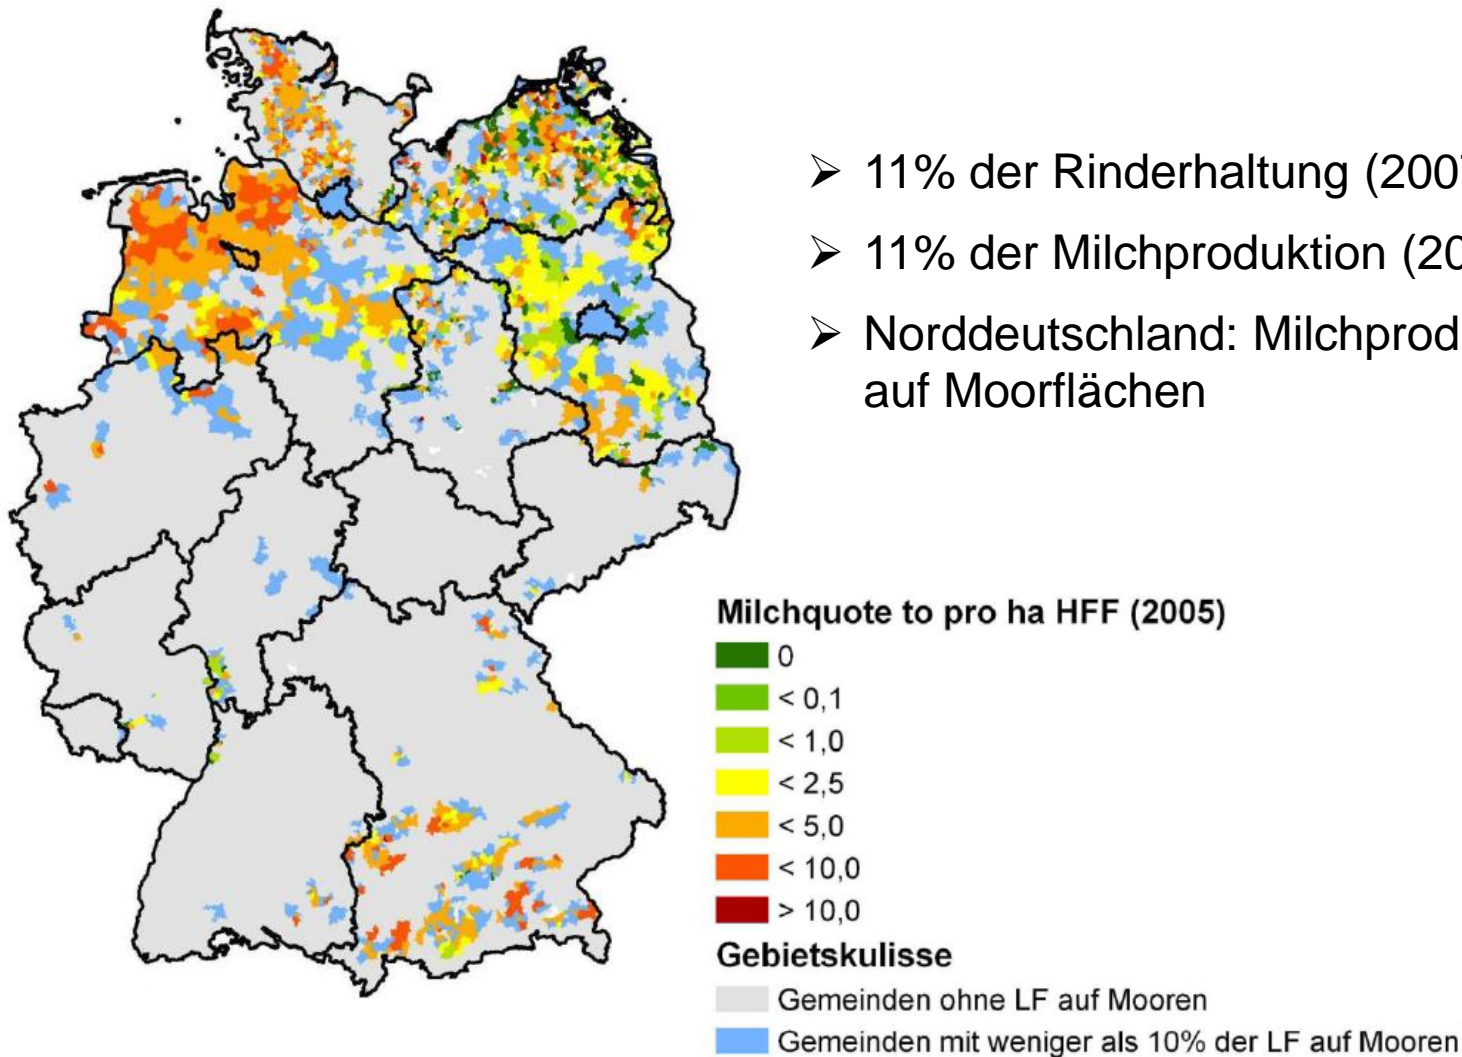 ➢ 11% der Rinderhaltung (200
➢ 11% der Milchproduktion (20
➢ Norddeutschland: Milchprod
auf Moorflächen
Milchquote to pro ha HFF (2005)
0
< 0,1
< 1,0
< 2,5
< 5,0
< 10,0
> 10,0
Gebietskulisse
Gemeinden ohne LF auf Mooren
Gemeinden mit weniger als 10% der LF auf Mooren